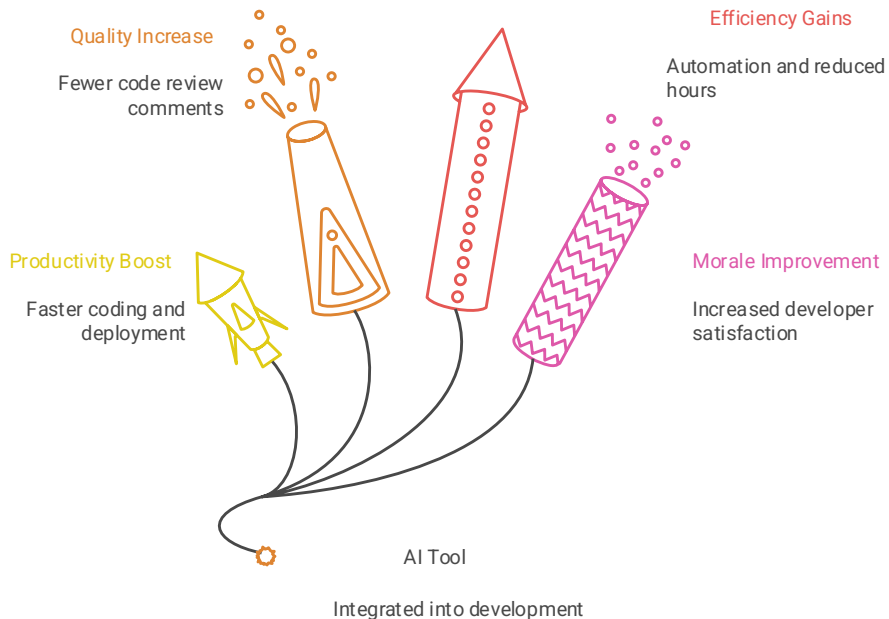 Quality Increase
Fewer code review
comments
Efficiency Gains
Automation and reduced
hours
Productivity Boost
Faster coding and
deployment
Morale Improvement
Increased developer
satisfaction
AI Tool
Integrated into development